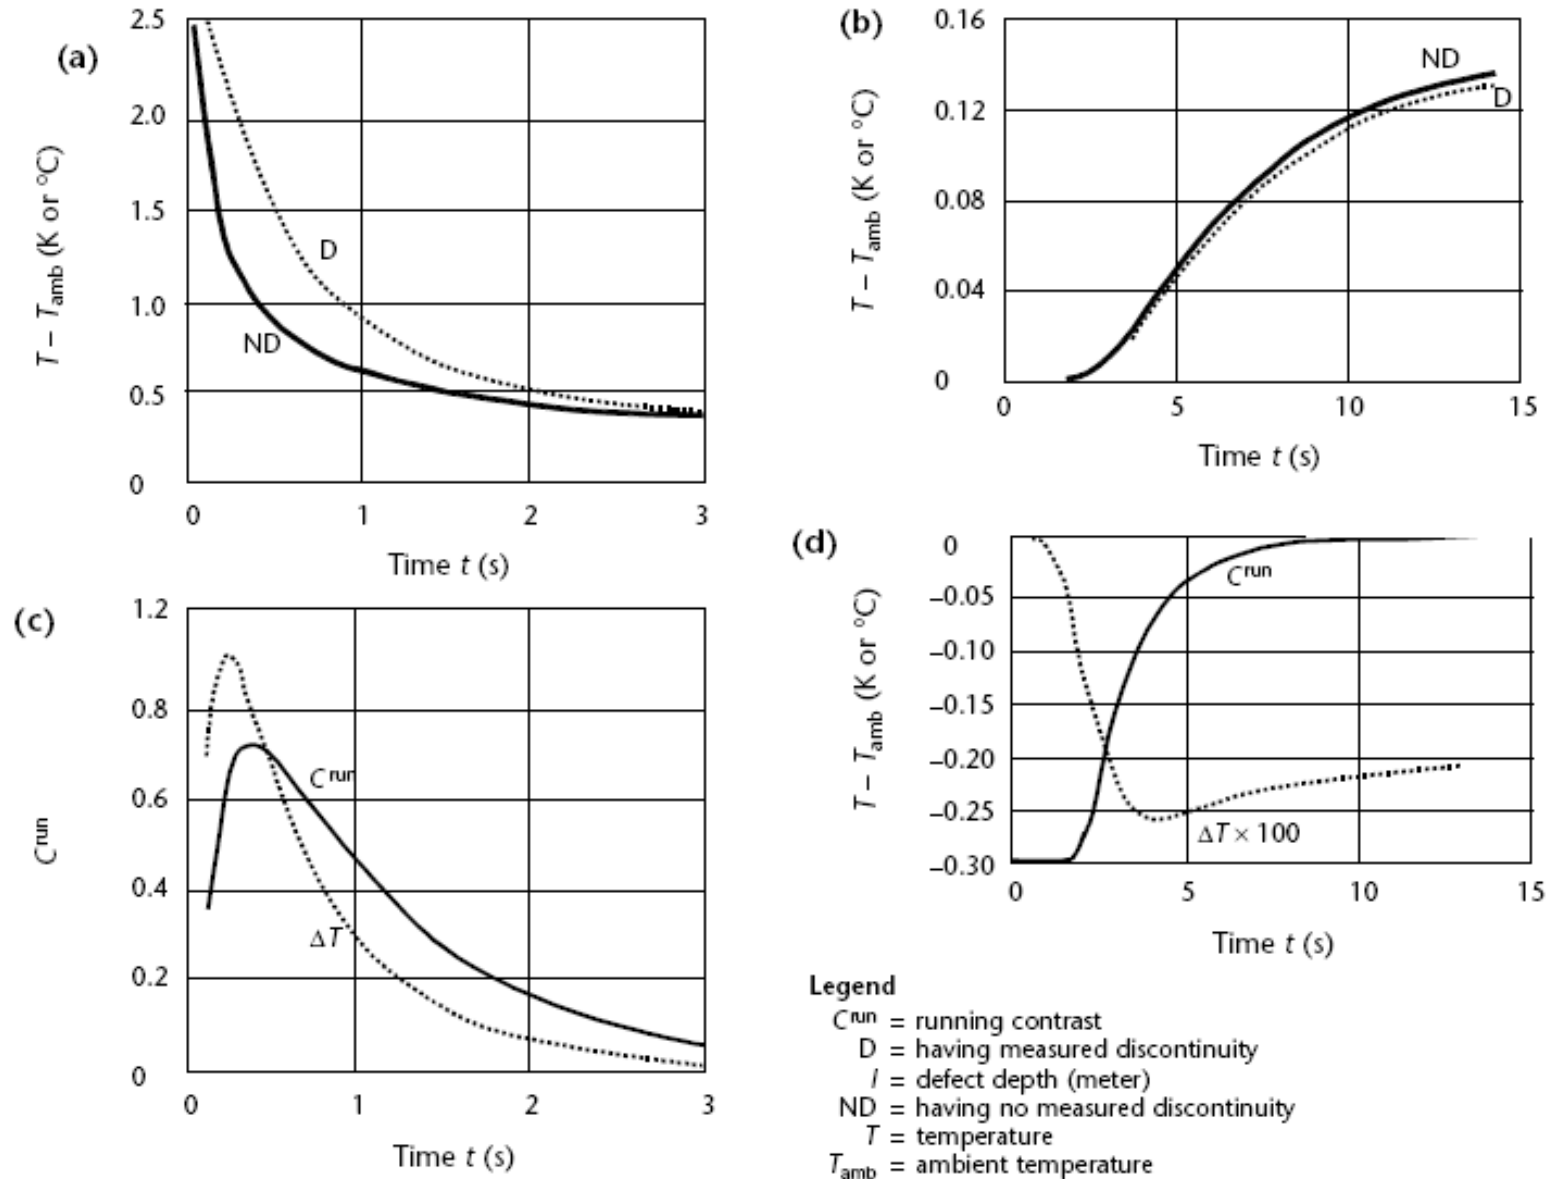 (a)
2.5
2.0
1.5
1.0
0.5
0
T – Tamb (K or °C)
D
ND
0 1 2 3
Time t (s)
(b)
0.16
0.12
0.08
0.04
0
T – Tamb (K or °C)
ND
D
0 5 10 15
Time t (s)
(c)
1.2
0.8
0.6
0.4
0.2
0
Crun
Crun
ΔT
0 1 2 3
Time t (s)
(d)
0
–0.05
–0.10
–0.15
–0.20
–0.25
–0.30
T – Tamb (K or °C)
Crun
ΔT × 100
0 5 10 15
Time t (s)
Legend
Crun = running contrast
D = having measured discontinuity
l = defect depth (meter)
ND = having no measured discontinuity
T = temperature
Tamb = ambient temperature